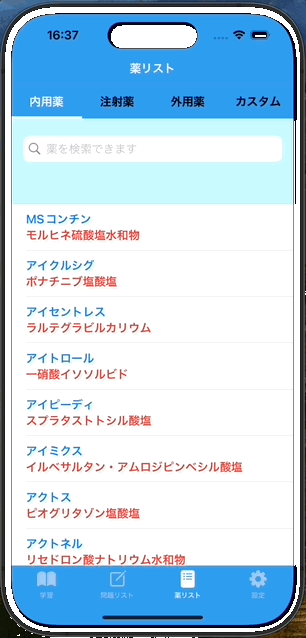 16:37
薬リスト
内用薬
注射薬
外用薬
カスタム
薬を検索できます
MSコンチン
モルヒネ硫酸塩水和物
アイクルシグ
ポナチニブ塩酸塩
アイセントレス
ラルテグラビルカリウム
アイトロール
一硝酸イソソルビド
アイピーディ
スプラタストトシル酸塩
アイミクス
イルベサルタン・アムロジピンベシル酸塩
アクトス
ピオグリタゾン塩酸塩
アクトネル
リセドロン酸ナトリウム水和物
学習
問題リスト
薬リスト
設定